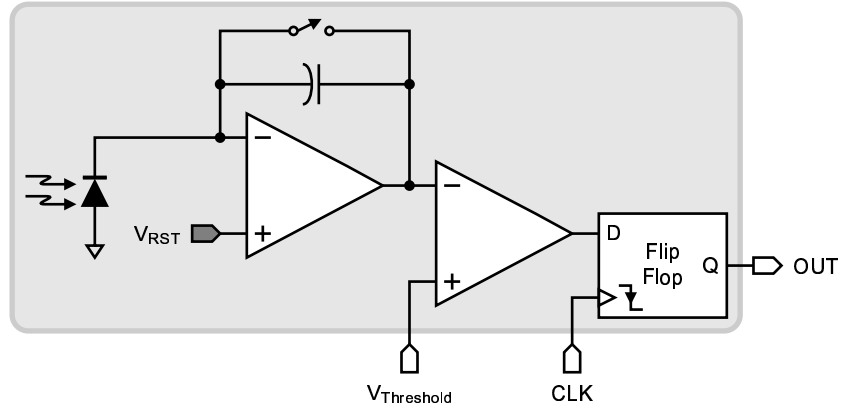 VRST
D
Flip
Flop
Q
OUT
VThreshold
CLK